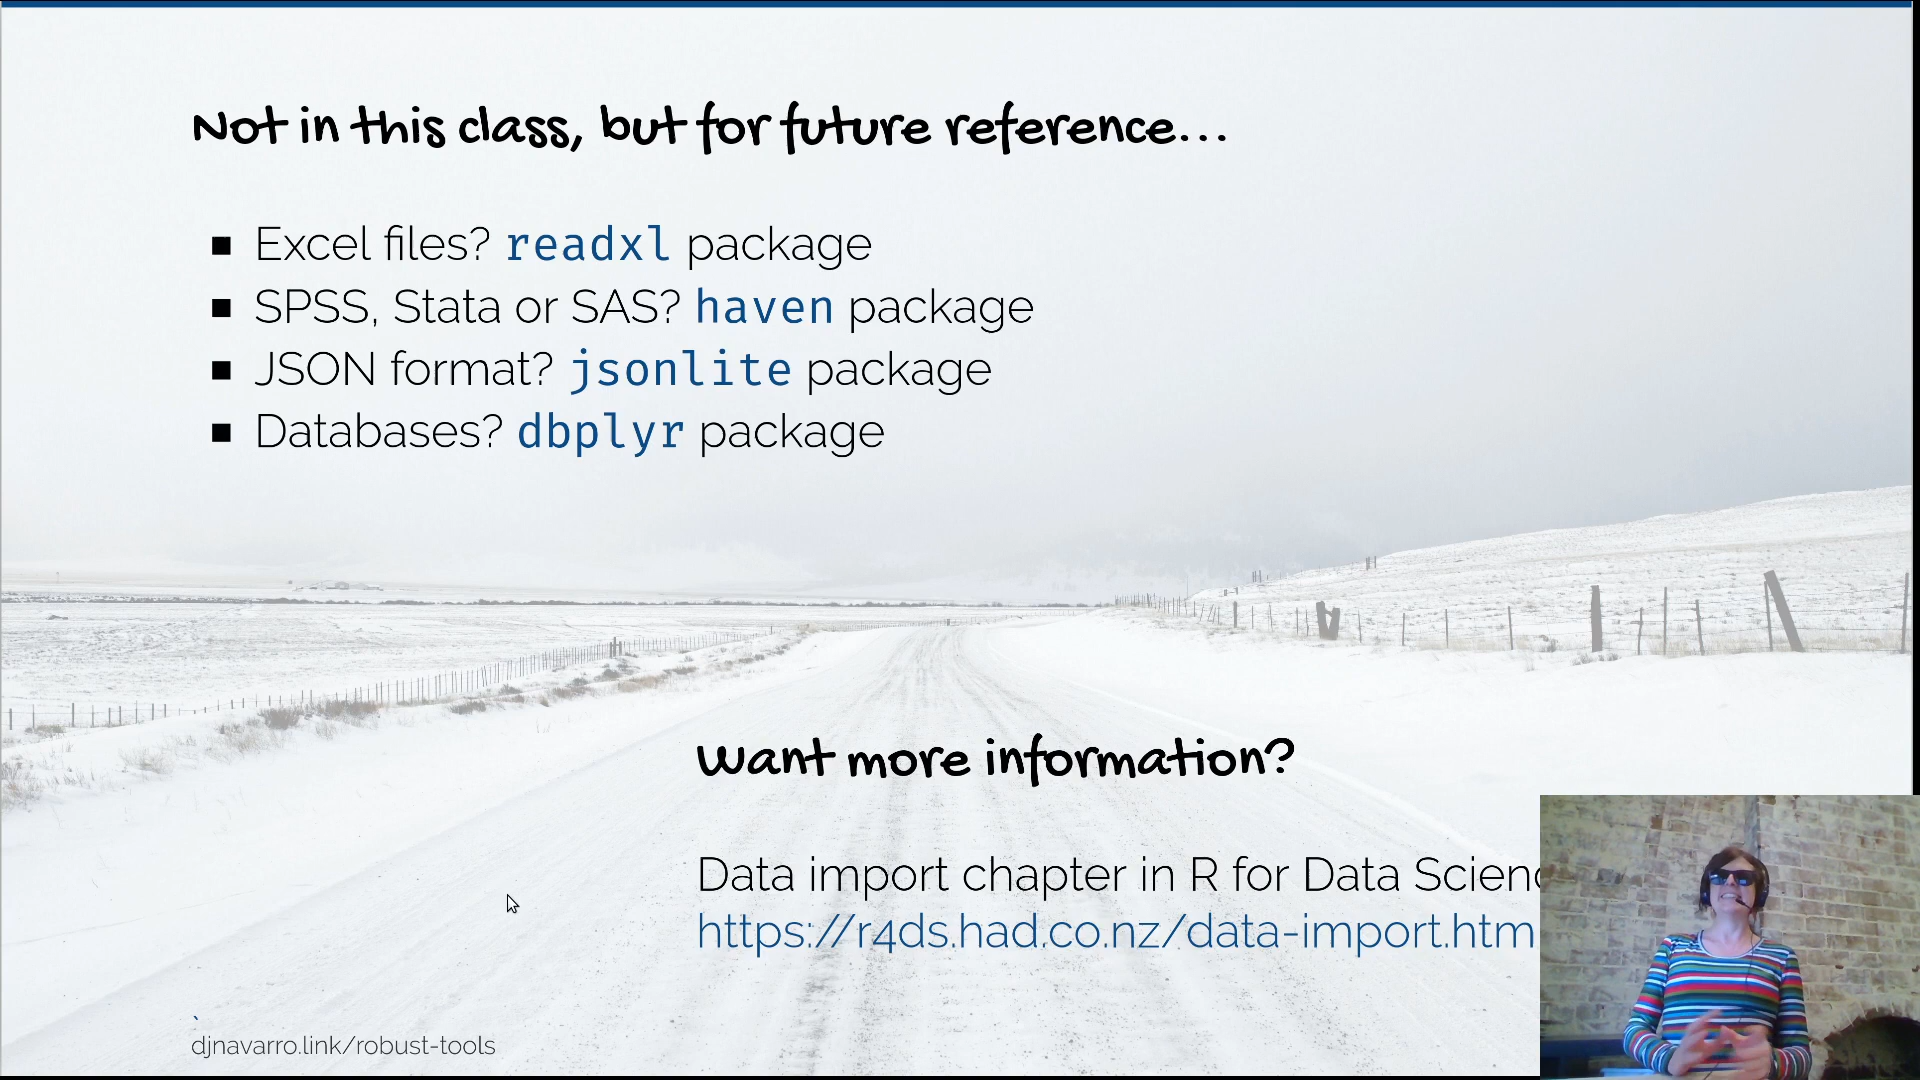 Not in this class, but for future reference...
Excel files? readxl package
SPSS, Stata or SAS? haven package
JSON format? jsonlite package
Databases? dbplyr package
Want more information?
Data import chapter in R for Data
https://r4ds.had.co.nz/data-import.htm
`
djnavarro.link/robust-tools